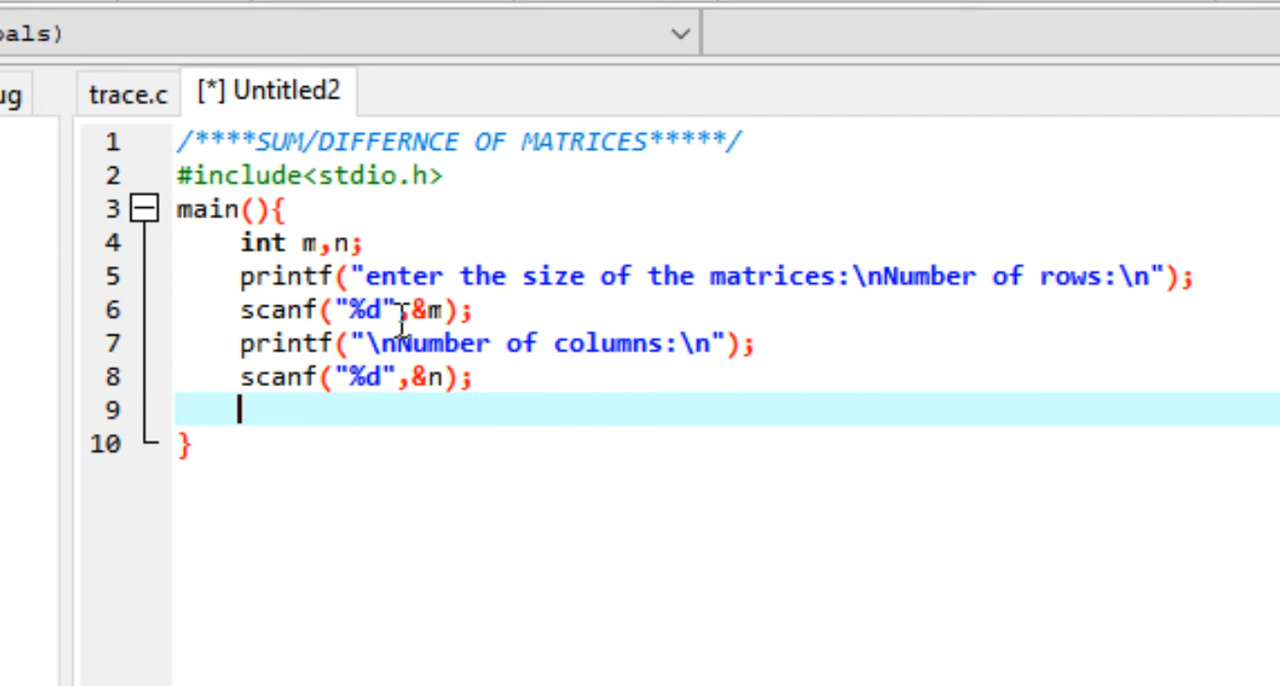 oals)
ug
trace.c
[*] Untitled2
1 /****SUM/DIFFERNCE OF MATRICES*****/
2 #include<stdio.h>
3 main(){
4 int m,n;
5 printf("enter the size of the matrices:\nNumber of rows:\n");
6 scanf("%d",&m);
7 printf("\nNumber of columns:\n");
8 scanf("%d",&n);
9
10 }